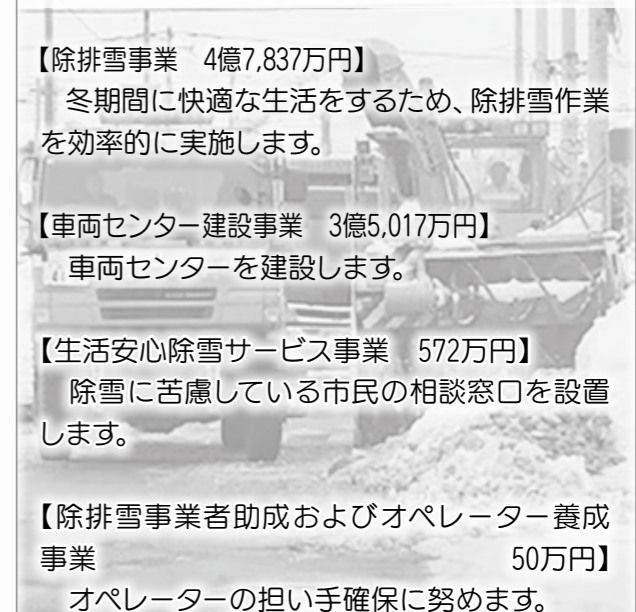 【除排雪事業　4億7,837万円】
冬期間に快適な生活をするため、除排雪作業
を効率的に実施します。
【車両センター建設事業　3億5,017万円】
車両センターを建設します。
【生活安心除雪サービス事業　572万円】
除雪に苦慮している市民の相談窓口を設置
します。
【除排雪事業者助成およびオペレーター養成
事業　50万円】
オペレーターの担い手確保に努めます。